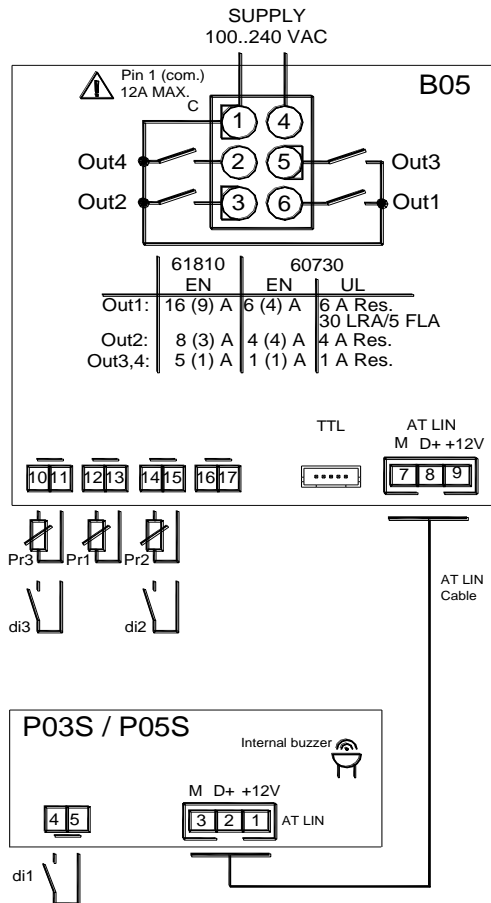 SUPPLY
100..240 VAC
Pin 1 (com.)
12A MAX.
C
B05
1 4
Out4 2 5 Out3
Out2 3 6 Out1
61810 60730
EN EN UL
Out1: 16 (9) A 6 (4) A 6 A Res.
30 LRA/5 FLA
Out2: 8 (3) A 4 (4) A 4 A Res.
Out3,4: 5 (1) A 1 (1) A 1 A Res.
TTL AT LIN
M D+ +12V
10 11 12 13 14 15 16 17 7 8 9
Pr3 Pr1 Pr2
AT LIN
Cable
di3 di2
P03S / P05S
Internal buzzer
M D+ +12V
4 5 3 2 1 AT LIN
di1